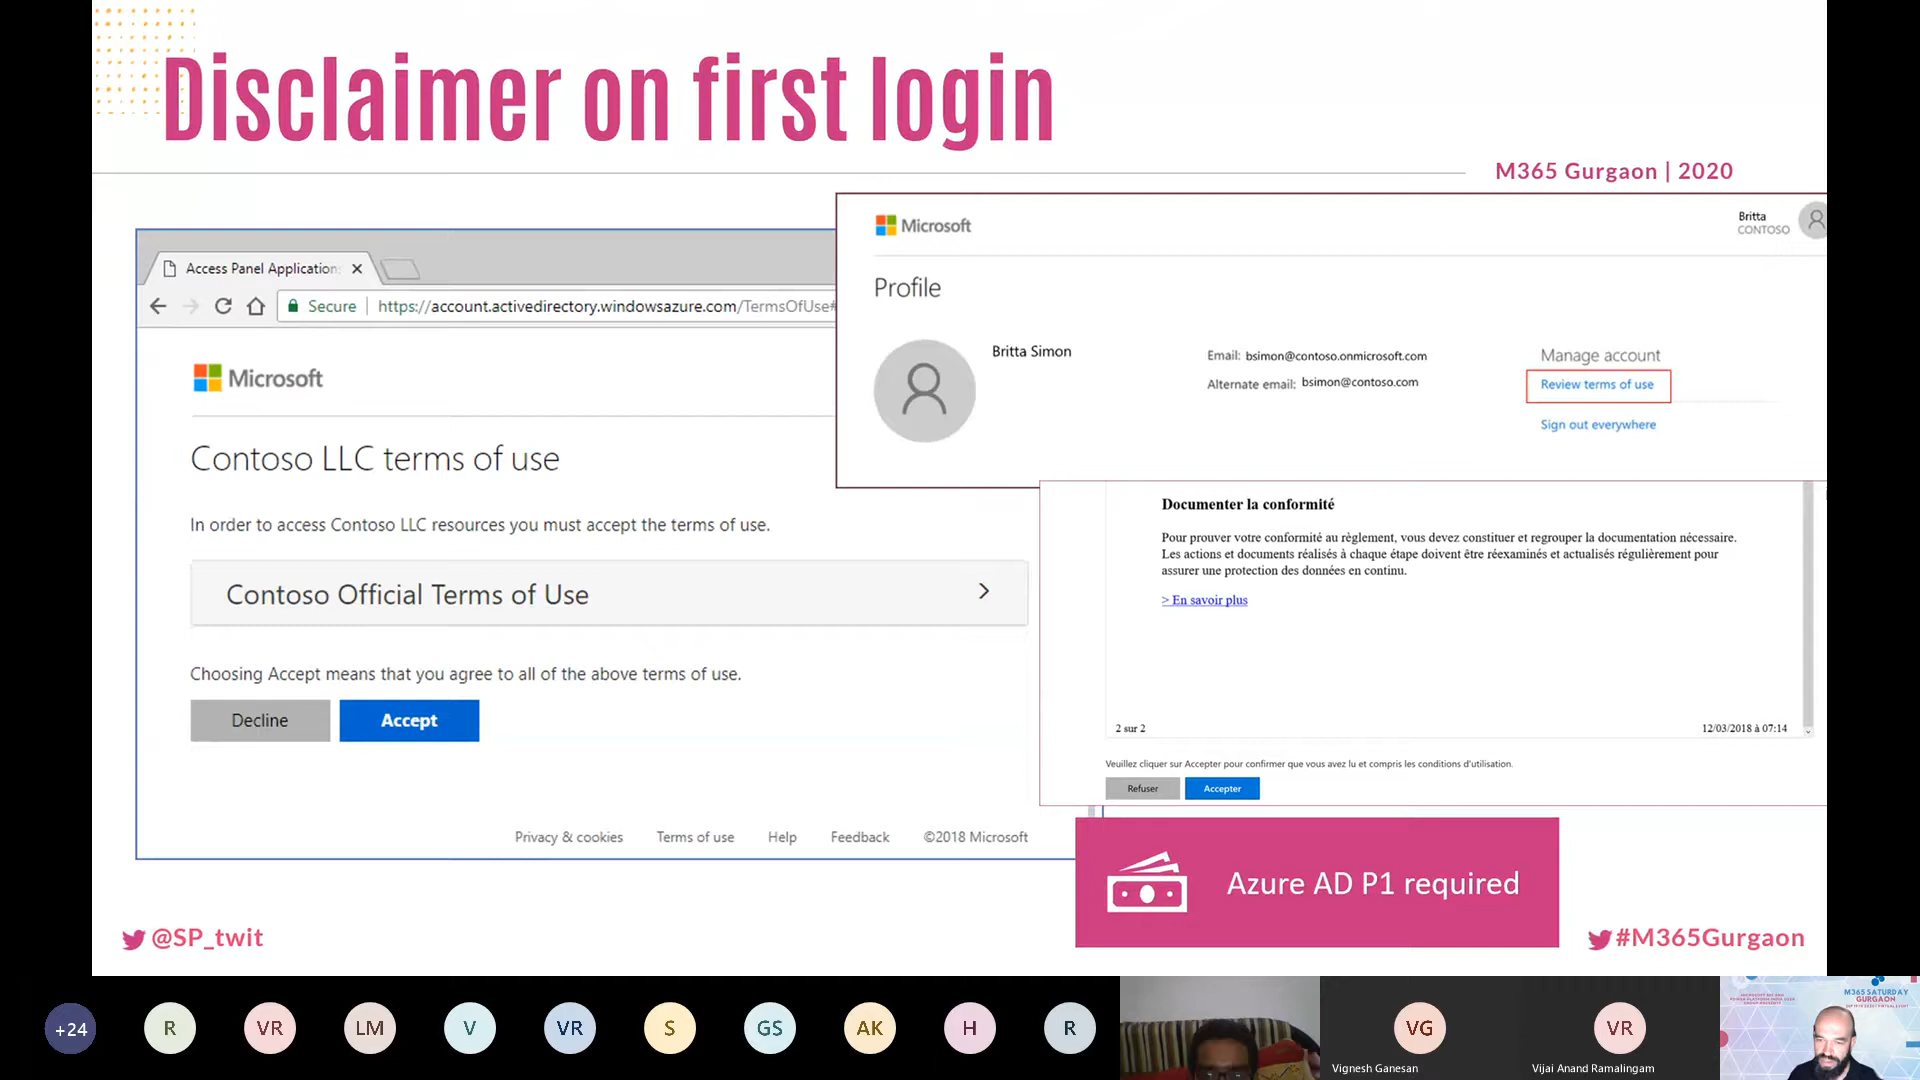 Disclaimer on first login
M365 Gurgaon | 2020
Access Panel Application
Secure
https://account.activedirectory.windowsazure.com/TermsOfUse#
Microsoft
Contoso LLC terms of use
In order to access Contoso LLC resources you must accept the terms of use.
Contoso Official Terms of Use
Choosing Accept means that you agree to all of the above terms of use.
Decline
Accept
Privacy & cookies
Terms of use
Help
Feedback
©2018 Microsoft
Microsoft
Britta
CONTOSO
Profile
Britta Simon
Email: bsimon@contoso.onmicrosoft.com
Alternate email: bsimon@contoso.com
Manage account
Review terms of use
Sign out everywhere
Documenter la conformité
Pour prouver votre conformité au règlement, vous devez constituer et regrouper la documentation nécessaire.
Les actions et documents réalisés à chaque étape doivent être réexaminés et actualisés régulièrement pour
assurer une protection des données en continu.
> En savoir plus
2 sur 2
12/03/2018 à 07:14
Veuillez cliquer sur Accepter pour confirmer que vous avez lu et compris les conditions d'utilisation.
Refuser
Accepter
Azure AD P1 required
@SP_twit
#M365Gurgaon
+24
R
VR
LM
V
VR
S
GS
AK
H
R
VG
Vignesh Ganesan
VR
Vijai Anand Ramalingam
M365 SATURDAY
GURGAON